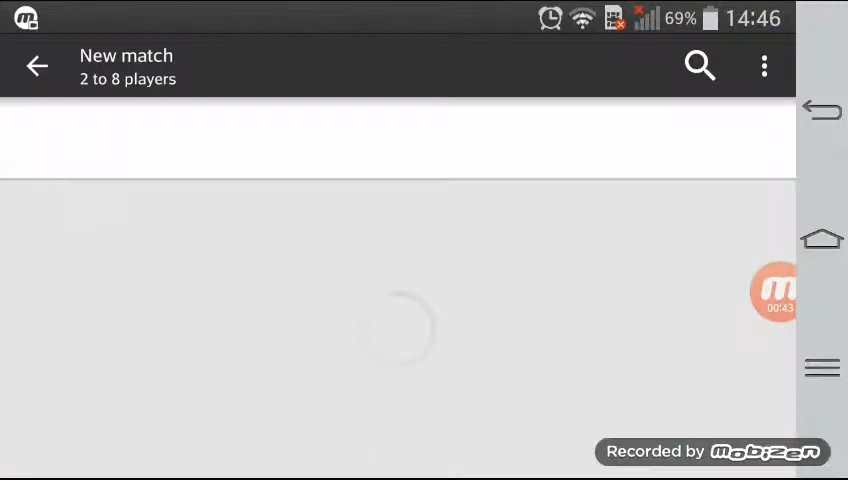 69% 14:46
New match
2 to 8 players
m
00:43
Recorded by mobizen